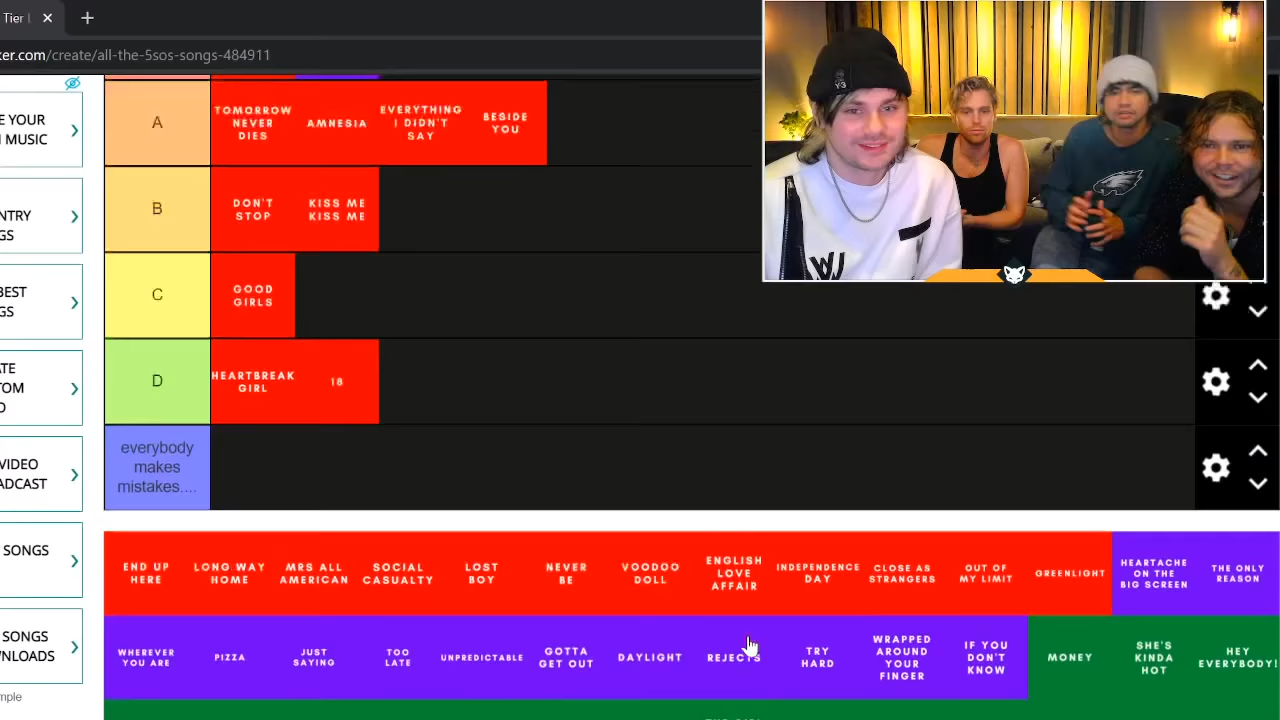 Tier l
ker.com/create/all-the-5sos-songs-484911
E YOUR
MUSIC
NTRY
GS
BEST
GS
ATE
TOM
O
VIDEO
ADCAST
SONGS
SONGS
WNLOADS
mple
A
TOMORROW
NEVER
DIES
AMNESIA
EVERYTHING
I DIDN'T
SAY
BESIDE
YOU
B
DON'T
STOP
KISS ME
KISS ME
C
GOOD
GIRLS
D
HEARTBREAK
GIRL
18
everybody
makes
mistakes....
Y3
END UP
HERE
LONG WAY
HOME
MRS ALL
AMERICAN
SOCIAL
CASUALTY
LOST
BOY
NEVER
BE
VOODOO
DOLL
ENGLISH
LOVE
AFFAIR
INDEPENDENCE
DAY
CLOSE AS
STRANGERS
OUT OF
MY LIMIT
GREENLIGHT
HEARTACHE
ON THE
BIG SCREEN
THE ONLY
REASON
WHEREVER
YOU ARE
PIZZA
JUST
SAYING
TOO
LATE
UNPREDICTABLE
GOTTA
GET OUT
DAYLIGHT
REJECTS
TRY
HARD
WRAPPED
AROUND
YOUR
FINGER
IF YOU
DON'T
KNOW
MONEY
SHE'S
KINDA
HOT
HEY
EVERYBODY!